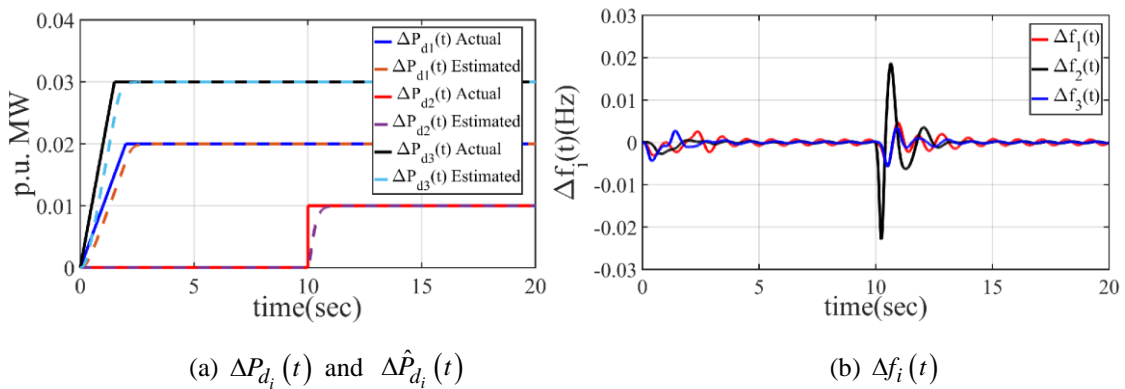 p.u. MW
0.04
0.03
0.02
0.01
0
0 5 10 15 20
time(sec)
ΔP_d1(t) Actual
ΔP_d1(t) Estimated
ΔP_d2(t) Actual
ΔP_d2(t) Estimated
ΔP_d3(t) Actual
ΔP_d3(t) Estimated
(a) ΔP_{d_i}(t) and ΔP̂_{d_i}(t)
Δf_i(t)(Hz)
0.03
0.02
0.01
0
-0.01
-0.02
-0.03
0 5 10 15 20
time(sec)
Δf_1(t)
Δf_2(t)
Δf_3(t)
(b) Δf_i(t)